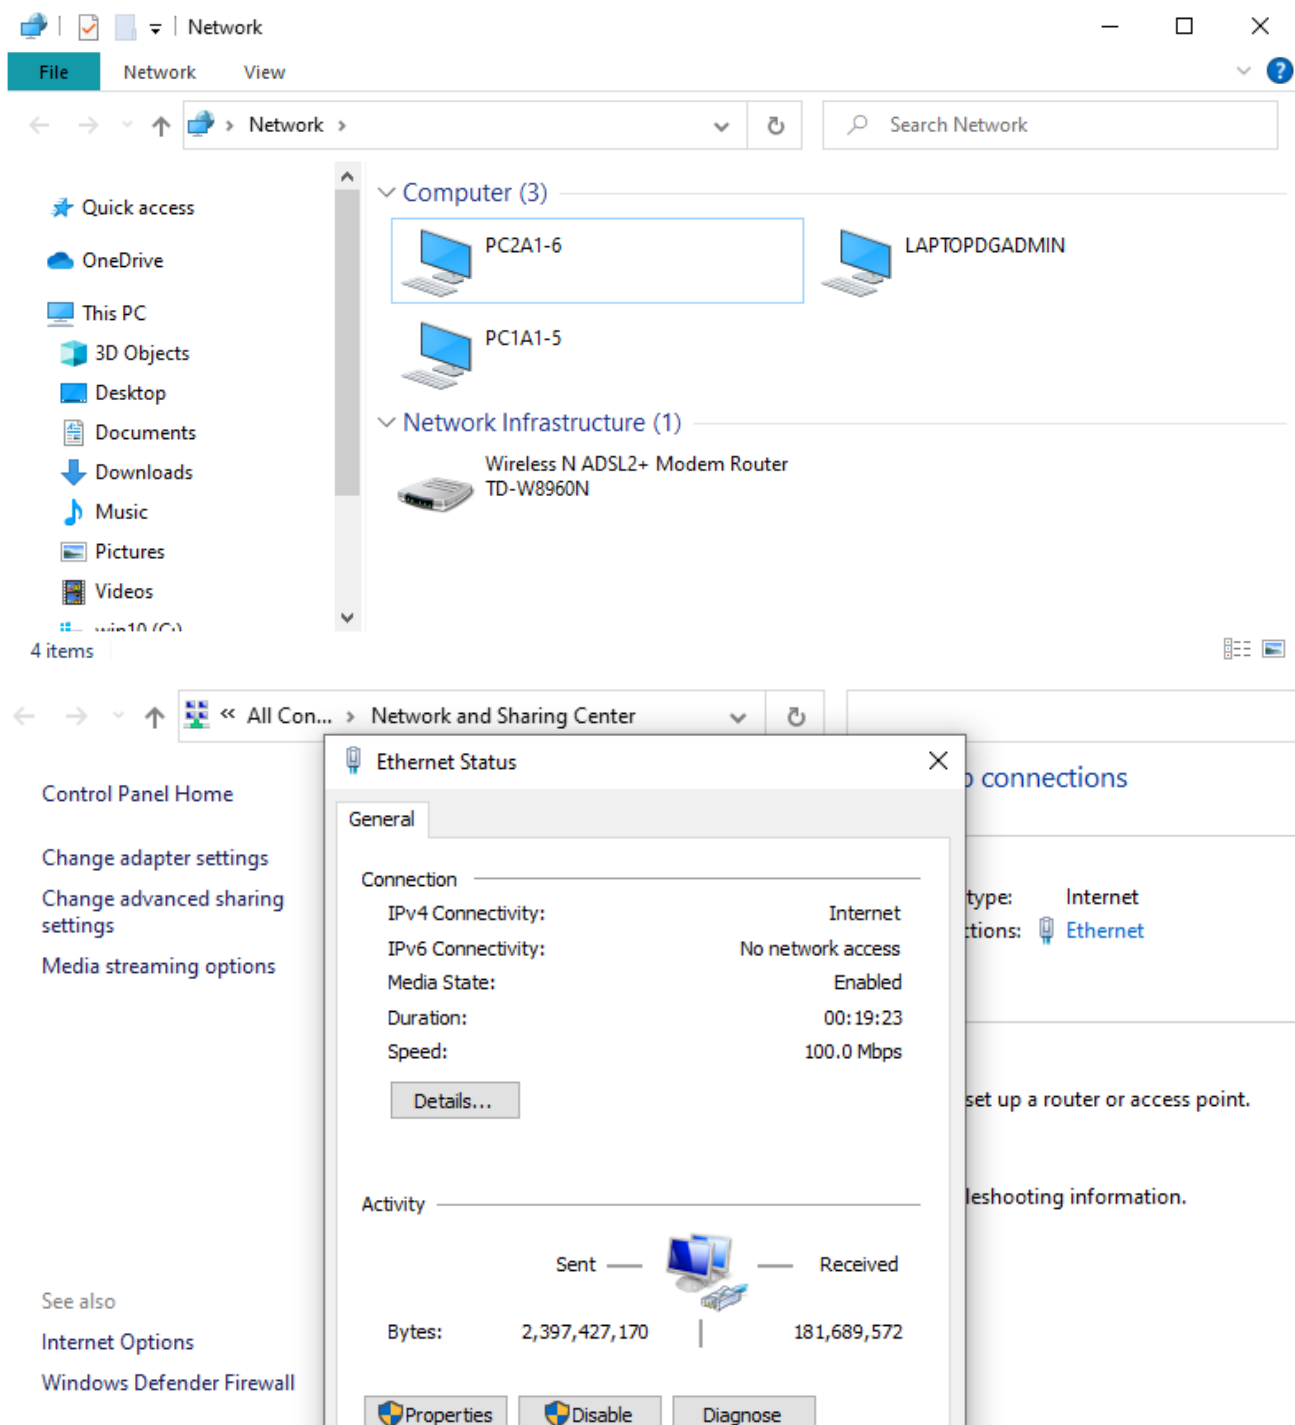 Network
File Network View
Network
Search Network
Quick access
OneDrive
This PC
3D Objects
Desktop
Documents
Downloads
Music
Pictures
Videos
win10 (C:)
Computer (3)
PC2A1-6
LAPTOPDGADMIN
PC1A1-5
Network Infrastructure (1)
Wireless N ADSL2+ Modem Router
TD-W8960N
4 items
« All Con... Network and Sharing Center
Control Panel Home
Change adapter settings
Change advanced sharing
settings
Media streaming options
See also
Internet Options
Windows Defender Firewall
Ethernet Status
General
Connection
IPv4 Connectivity: Internet
IPv6 Connectivity: No network access
Media State: Enabled
Duration: 00:19:23
Speed: 100.0 Mbps
Details...
Activity
Sent Received
Bytes: 2,397,427,170 181,689,572
Properties Disable Diagnose
connections
type: Internet
ctions: Ethernet
set up a router or access point.
leshooting information.